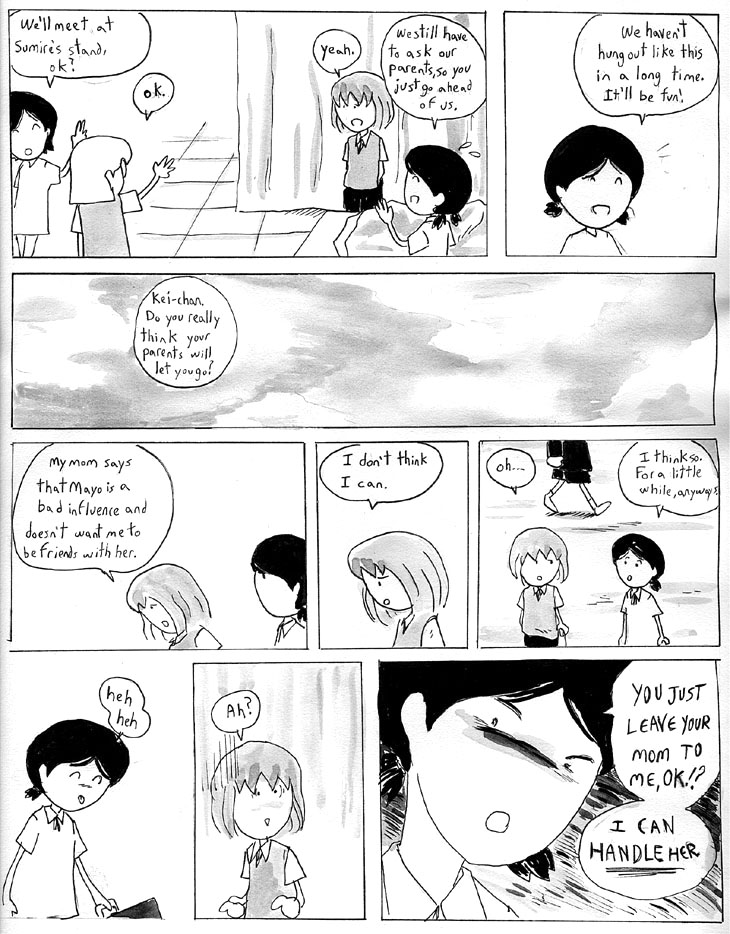 We'll meet at
Sumire's stand,
ok?
ok.
yeah.
We still have
to ask our
parents, so you
just go ahead
of us.
We haven't
hung out like this
in a long time.
It'll be fun!
Kei-chan.
Do you really
think your
parents will
let you go?
My mom says
that Mayo is a
bad influence and
doesn't want me to
be friends with her.
I don't think
I can.
oh...
I think so.
For a little
while, anyways.
heh
heh
Ah?
YOU JUST
LEAVE YOUR
MOM TO
ME, OK!?
I CAN
HANDLE HER